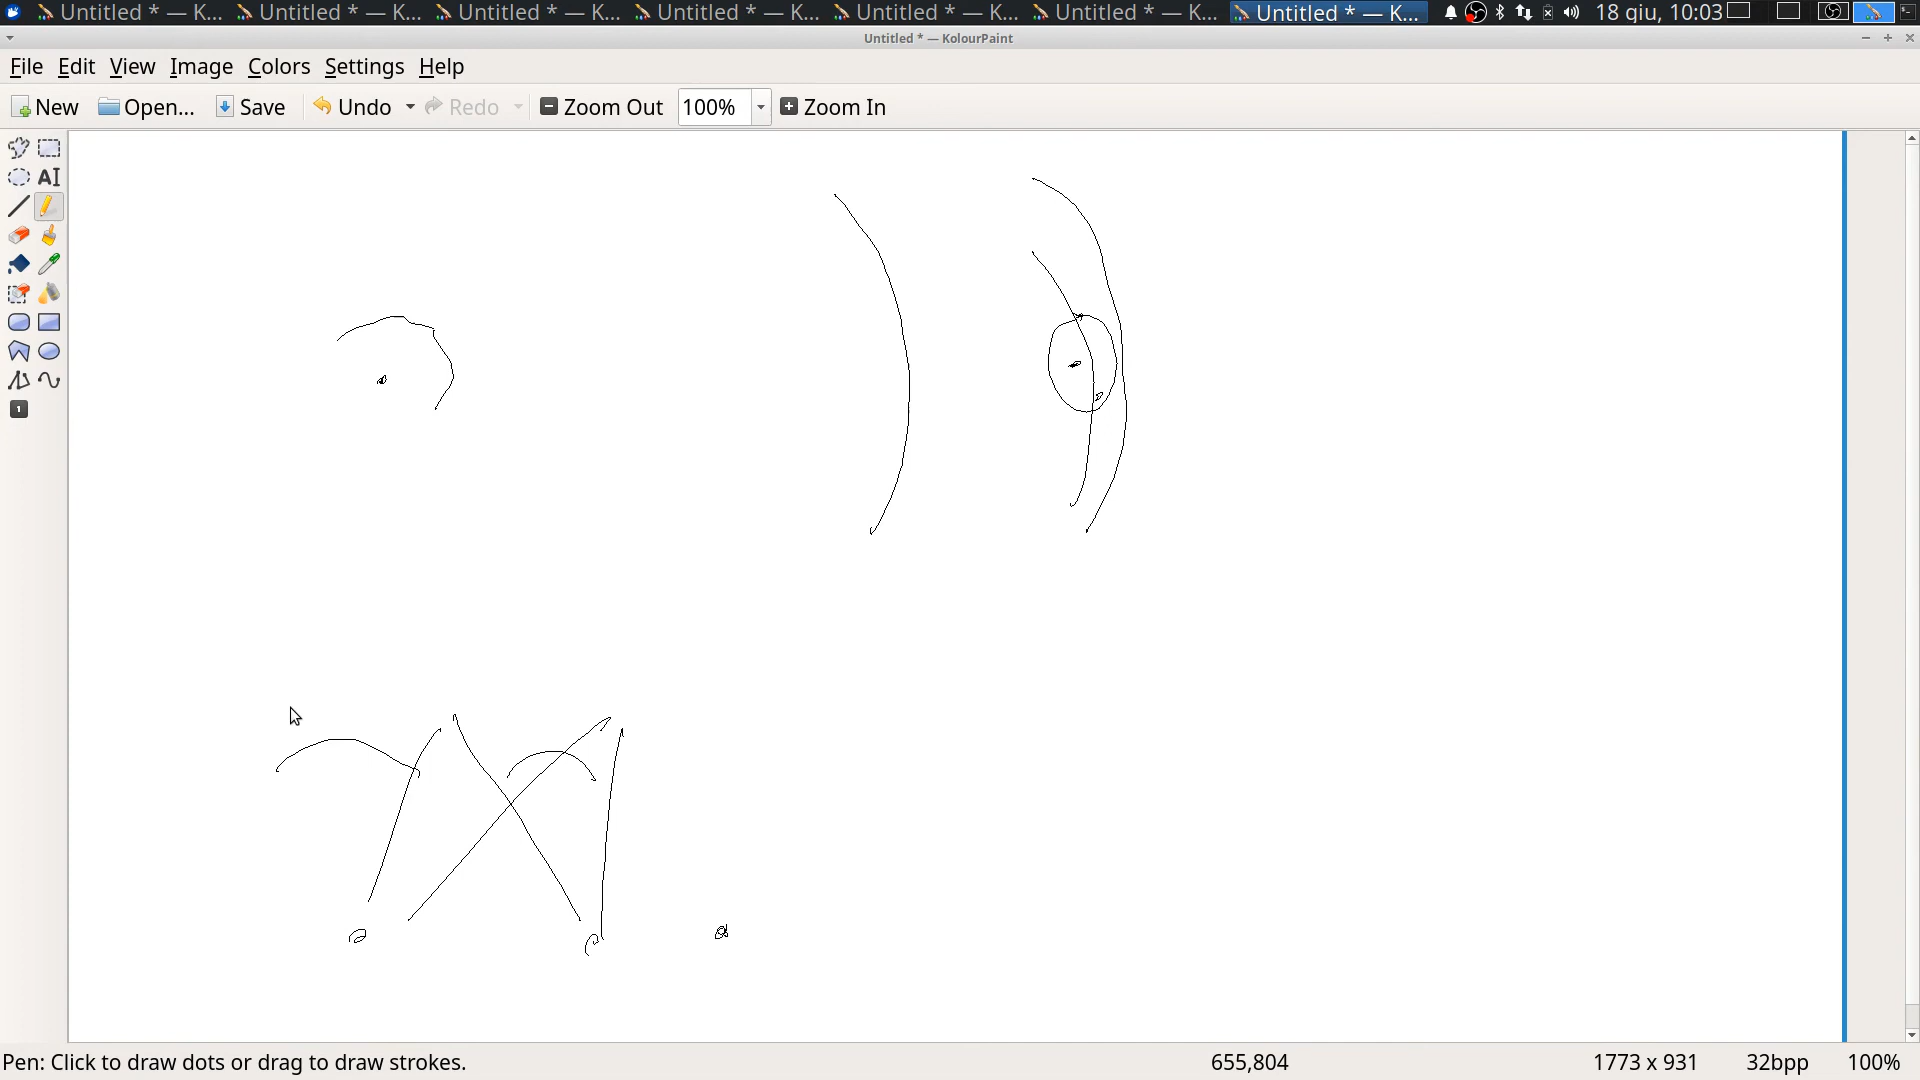 Untitled * — K... Untitled * — K... Untitled * — K... Untitled * — K... Untitled * — K... Untitled * — K... Untitled * — K... 18 giu, 10:03
Untitled * — KolourPaint
File Edit View Image Colors Settings Help
New Open... Save Undo Redo Zoom Out 100% Zoom In
AI
1
Pen: Click to draw dots or drag to draw strokes. 655,804 1773 x 931 32bpp 100%